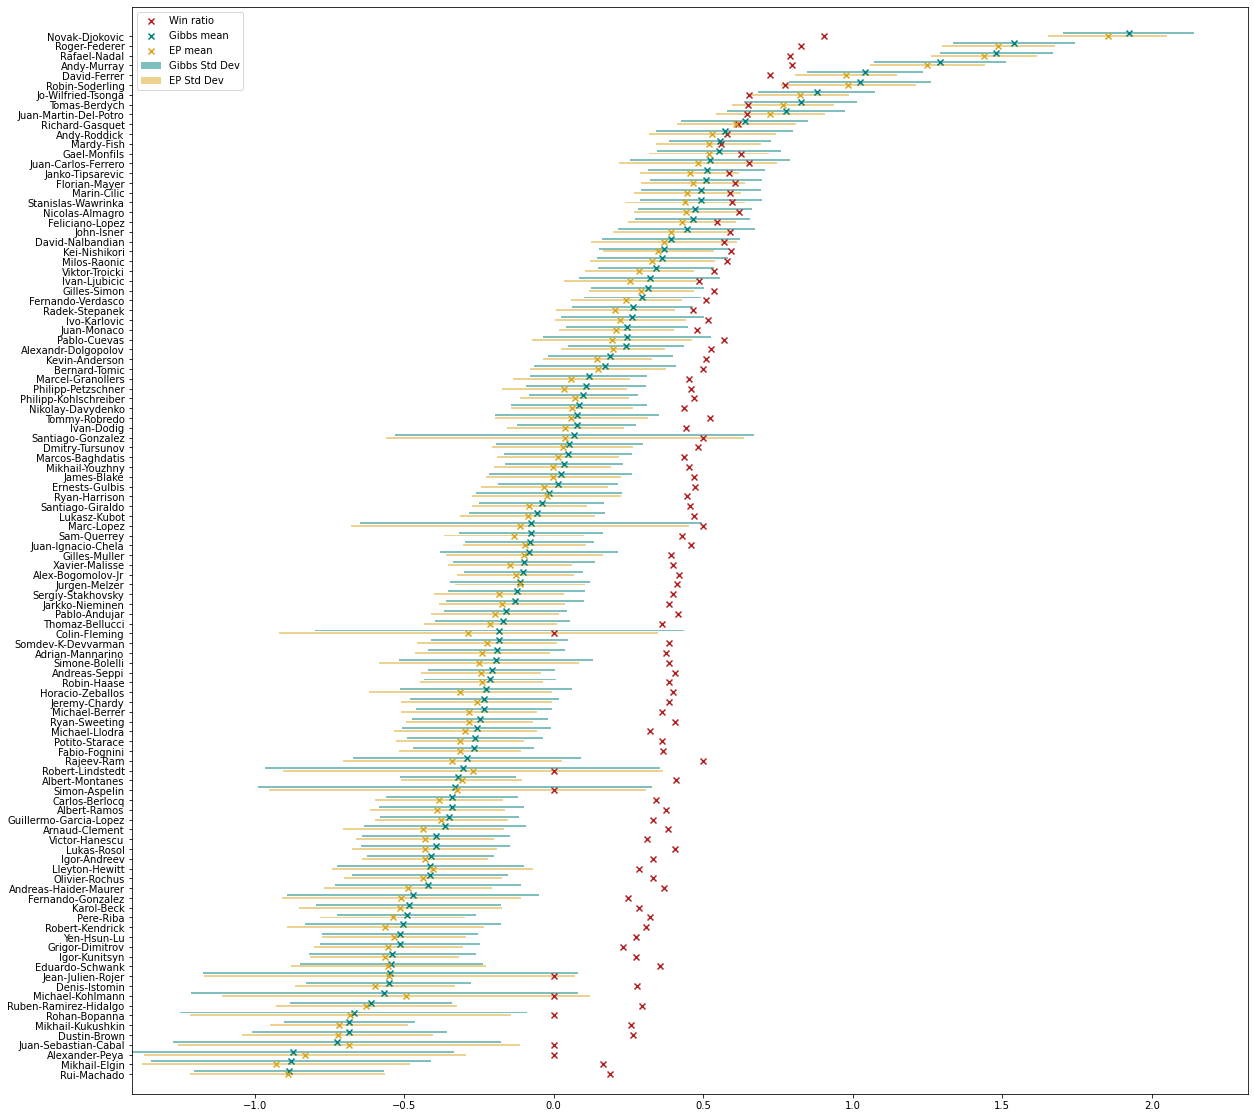 Win ratio
Gibbs mean
EP mean
Gibbs Std Dev
EP Std Dev
Novak-Djokovic
Roger-Federer
Rafael-Nadal
Andy-Murray
David-Ferrer
Robin-Soderling
Jo-Wilfried-Tsonga
Tomas-Berdych
Juan-Martin-Del-Potro
Richard-Gasquet
Andy-Roddick
Mardy-Fish
Gael-Monfils
Juan-Carlos-Ferrero
Janko-Tipsarevic
Florian-Mayer
Marin-Cilic
Stanislas-Wawrinka
Nicolas-Almagro
Feliciano-Lopez
John-Isner
David-Nalbandian
Kei-Nishikori
Milos-Raonic
Viktor-Troicki
Ivan-Ljubicic
Gilles-Simon
Fernando-Verdasco
Radek-Stepanek
Ivo-Karlovic
Juan-Monaco
Pablo-Cuevas
Alexandr-Dolgopolov
Kevin-Anderson
Bernard-Tomic
Marcel-Granollers
Philipp-Petzschner
Philipp-Kohlschreiber
Nikolay-Davydenko
Tommy-Robredo
Ivan-Dodig
Santiago-Gonzalez
Dmitry-Tursunov
Marcos-Baghdatis
Mikhail-Youzhny
James-Blake
Ernests-Gulbis
Ryan-Harrison
Santiago-Giraldo
Lukasz-Kubot
Marc-Lopez
Sam-Querrey
Juan-Ignacio-Chela
Gilles-Muller
Xavier-Malisse
Alex-Bogomolov-Jr
Jurgen-Melzer
Sergiy-Stakhovsky
Jarkko-Nieminen
Pablo-Andujar
Thomaz-Bellucci
Colin-Fleming
Somdev-K-Devvarman
Adrian-Mannarino
Simone-Bolelli
Andreas-Seppi
Robin-Haase
Horacio-Zeballos
Jeremy-Chardy
Michael-Berrer
Ryan-Sweeting
Michael-Llodra
Potito-Starace
Fabio-Fognini
Rajeev-Ram
Robert-Lindstedt
Albert-Montanes
Simon-Aspelin
Carlos-Berlocq
Albert-Ramos
Guillermo-Garcia-Lopez
Arnaud-Clement
Victor-Hanescu
Lukas-Rosol
Igor-Andreev
Lleyton-Hewitt
Olivier-Rochus
Andreas-Haider-Maurer
Fernando-Gonzalez
Karol-Beck
Pere-Riba
Robert-Kendrick
Yen-Hsun-Lu
Grigor-Dimitrov
Igor-Kunitsyn
Eduardo-Schwank
Jean-Julien-Rojer
Denis-Istomin
Michael-Kohlmann
Ruben-Ramirez-Hidalgo
Rohan-Bopanna
Mikhail-Kukushkin
Dustin-Brown
Juan-Sebastian-Cabal
Alexander-Peya
Mikhail-Elgin
Rui-Machado
−1.0 −0.5 0.0 0.5 1.0 1.5 2.0